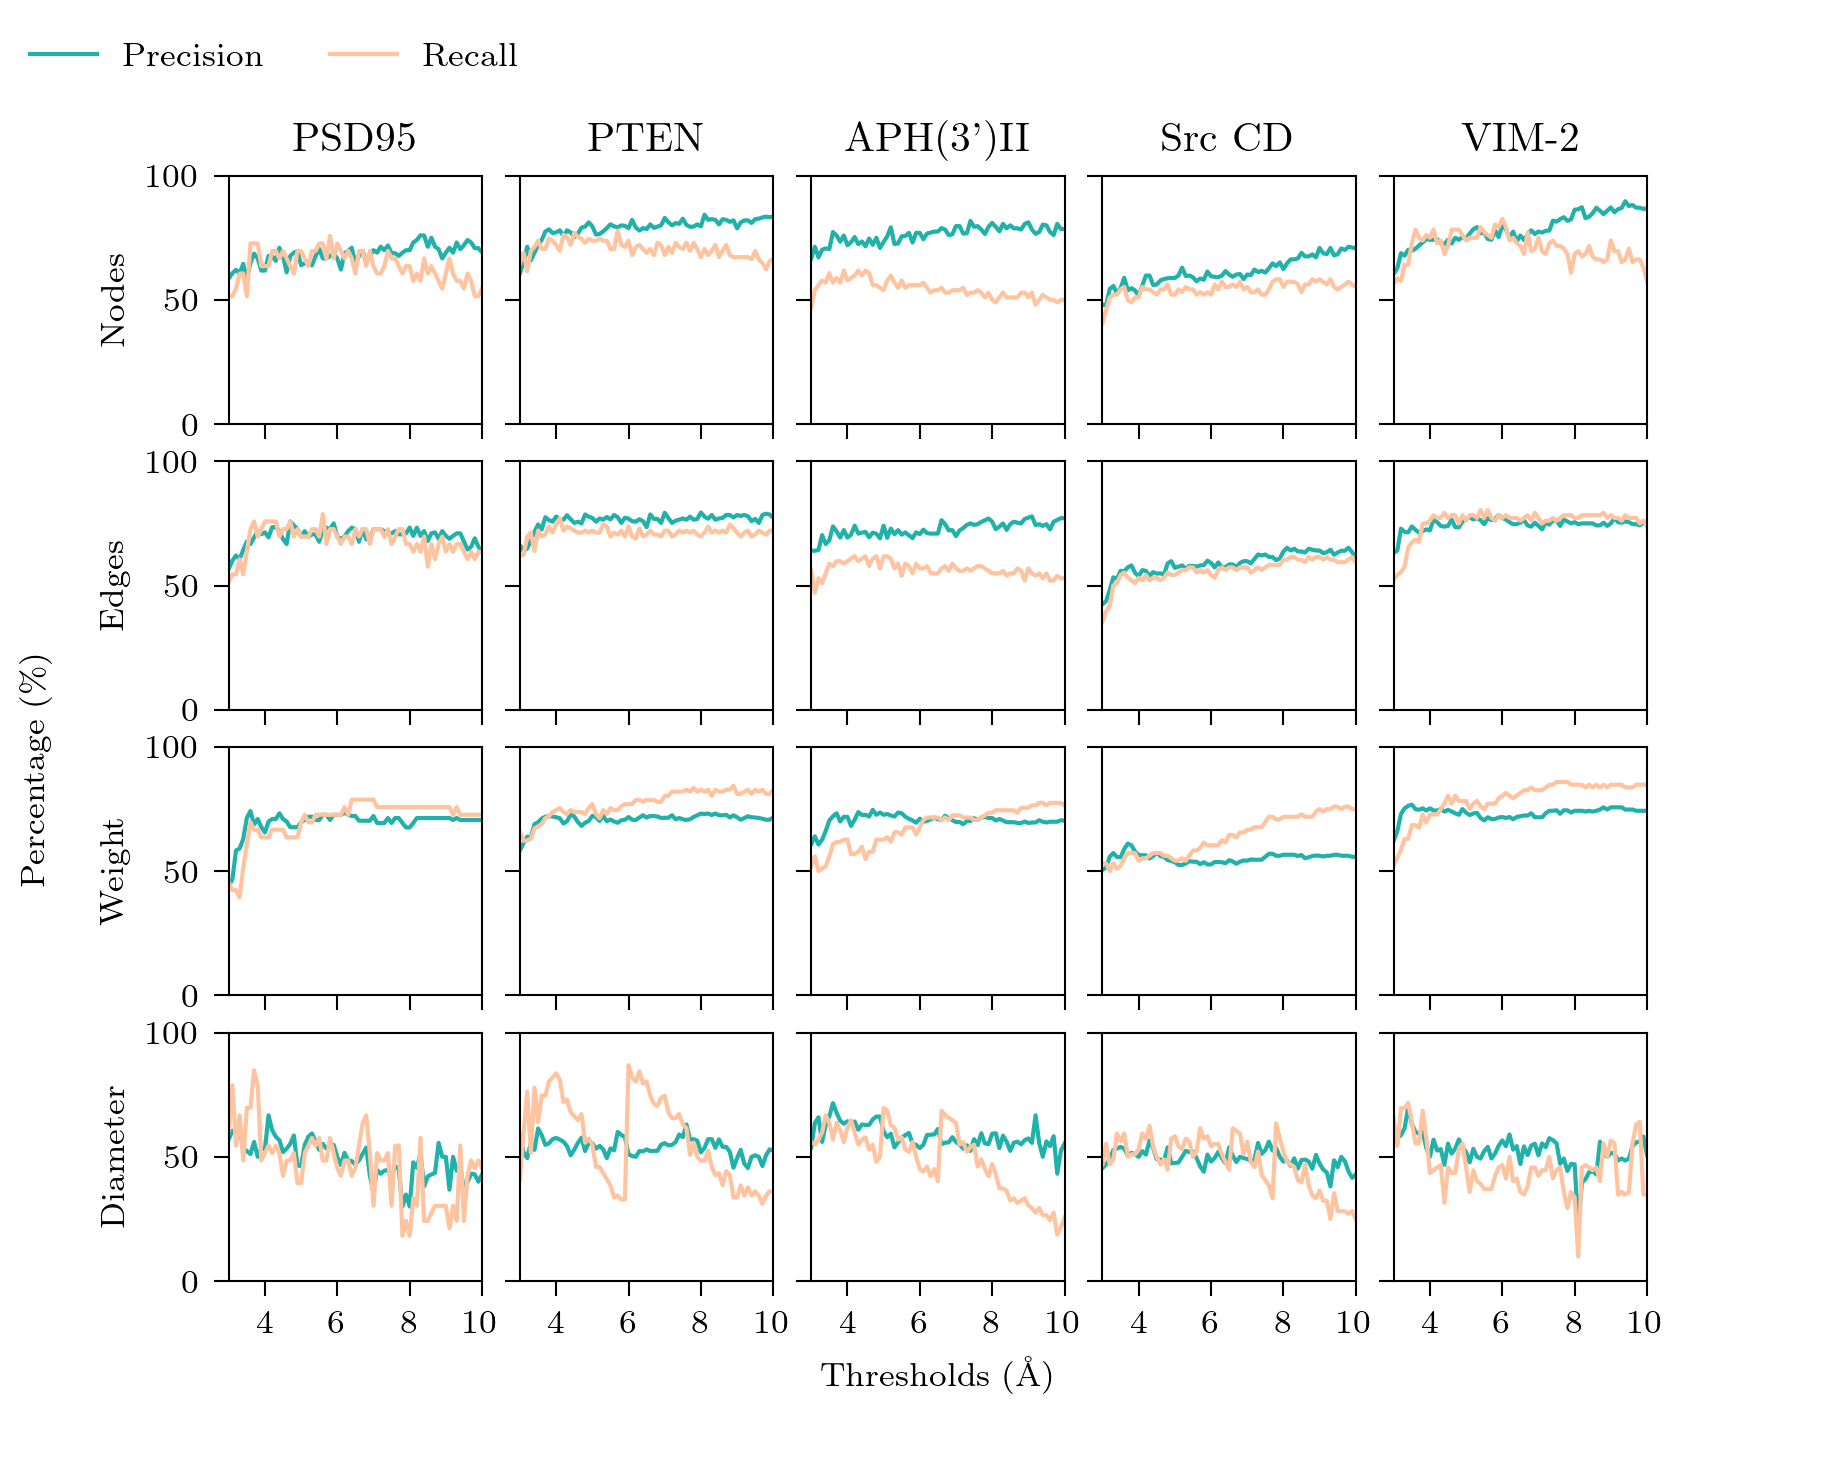 Precision Recall
PSD95 PTEN APH(3')II Src CD VIM-2
Nodes
100
50
0
Edges
100
50
0
Percentage (%)
Weight
100
50
0
Diameter
100
50
0
4 6 8 10 4 6 8 10 4 6 8 10 4 6 8 10 4 6 8 10
Thresholds (Å)